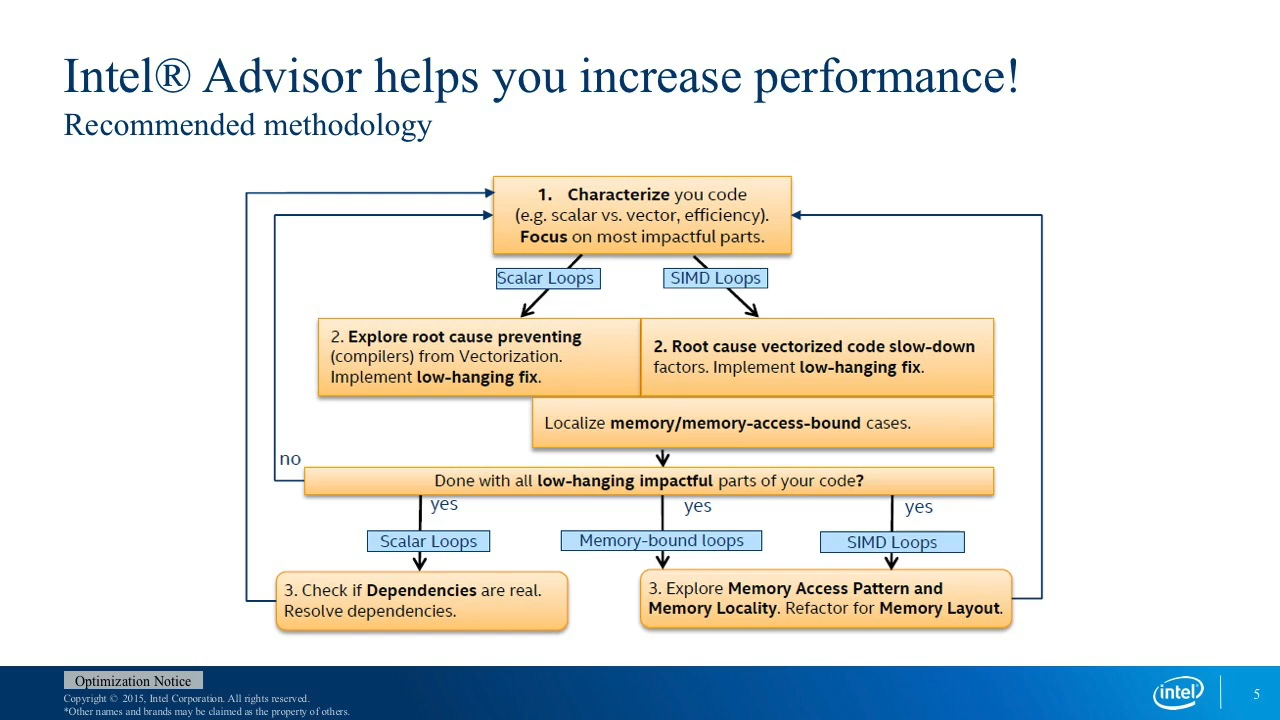 Intel® Advisor helps you increase performance!
Recommended methodology
1. Characterize you code
(e.g. scalar vs. vector, efficiency).
Focus on most impactful parts.
Scalar Loops
SIMD Loops
2. Explore root cause preventing
(compilers) from Vectorization.
Implement low-hanging fix.
2. Root cause vectorized code slow-down
factors. Implement low-hanging fix.
Localize memory/memory-access-bound cases.
no
Done with all low-hanging impactful parts of your code?
yes
yes
yes
Scalar Loops
Memory-bound loops
SIMD Loops
3. Check if Dependencies are real.
Resolve dependencies.
3. Explore Memory Access Pattern and
Memory Locality. Refactor for Memory Layout.
Optimization Notice
Copyright © 2015, Intel Corporation. All rights reserved.
*Other names and brands may be claimed as the property of others.
intel
5